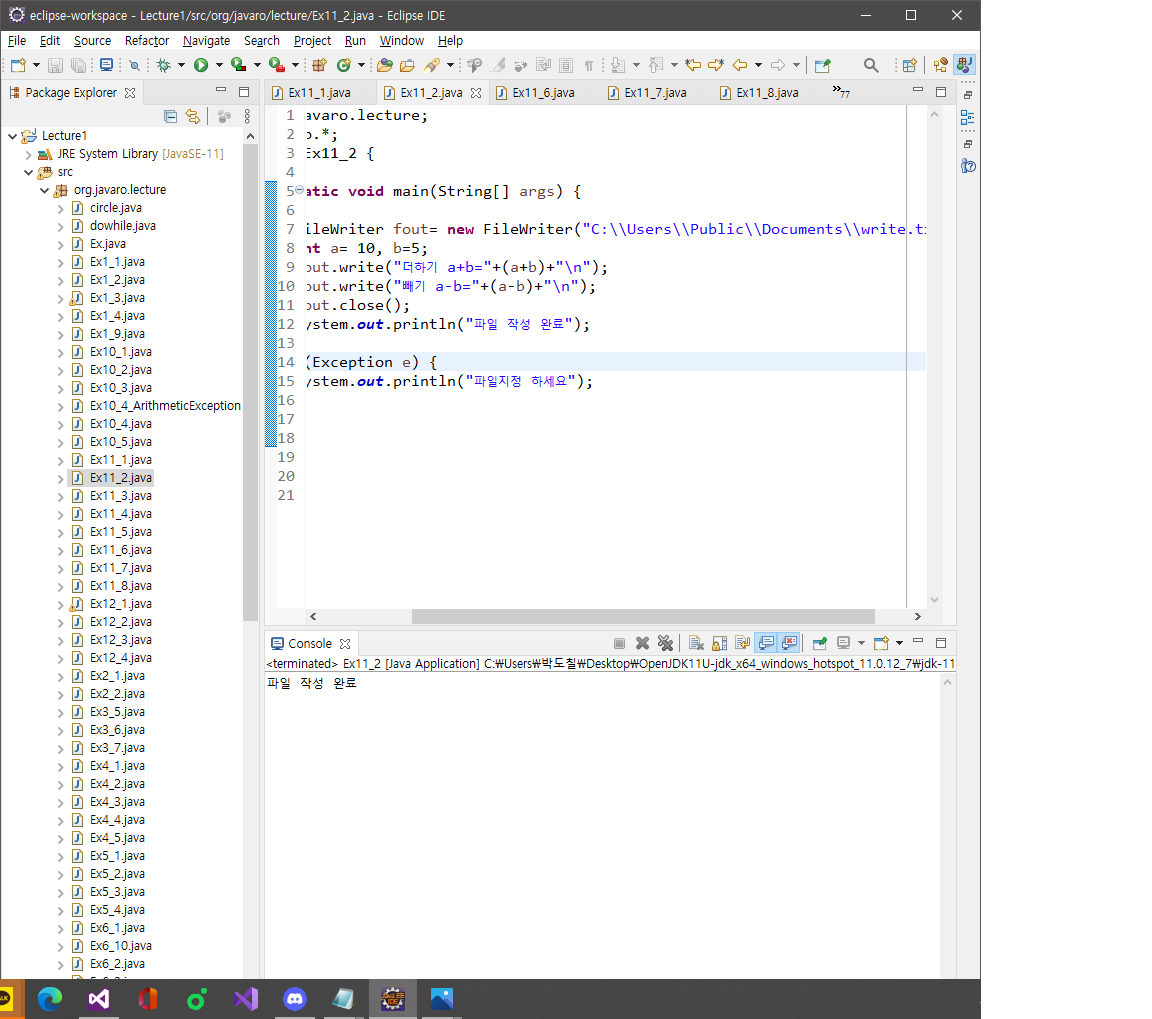 eclipse-workspace - Lecture1/src/org/javaro/lecture/Ex11_2.java - Eclipse IDE
File Edit Source Refactor Navigate Search Project Run Window Help
Package Explorer
Lecture1
JRE System Library [JavaSE-11]
src
org.javaro.lecture
circle.java
dowhile.java
Ex.java
Ex1_1.java
Ex1_2.java
Ex1_3.java
Ex1_4.java
Ex1_9.java
Ex10_1.java
Ex10_2.java
Ex10_3.java
Ex10_4_ArithmeticException
Ex10_4.java
Ex10_5.java
Ex11_1.java
Ex11_2.java
Ex11_3.java
Ex11_4.java
Ex11_5.java
Ex11_6.java
Ex11_7.java
Ex11_8.java
Ex12_1.java
Ex12_2.java
Ex12_3.java
Ex12_4.java
Ex2_1.java
Ex2_2.java
Ex3_5.java
Ex3_6.java
Ex3_7.java
Ex4_1.java
Ex4_2.java
Ex4_3.java
Ex4_4.java
Ex4_5.java
Ex5_1.java
Ex5_2.java
Ex5_3.java
Ex5_4.java
Ex6_1.java
Ex6_10.java
Ex6_2.java
Ex11_1.java Ex11_2.java Ex11_6.java Ex11_7.java Ex11_8.java 77
1 avaro.lecture;
2 o.*;
3 Ex11_2 {
4
5 atic void main(String[] args) {
6
7 ileWriter fout= new FileWriter("C:\\Users\\Public\\Documents\\write.t
8 nt a= 10, b=5;
9 out.write("더하기 a+b="+(a+b)+"\n");
10 out.write("빼기 a-b="+(a-b)+"\n");
11 out.close();
12 ystem.out.println("파일 작성 완료");
13
14 (Exception e) {
15 ystem.out.println("파일지정 하세요");
16
17
18
19
20
21
Console
<terminated> Ex11_2 [Java Application] C:₩Users₩박도칠₩Desktop₩OpenJDK11U-jdk_x64_windows_hotspot_11.0.12_7₩jdk-11
파일 작성 완료